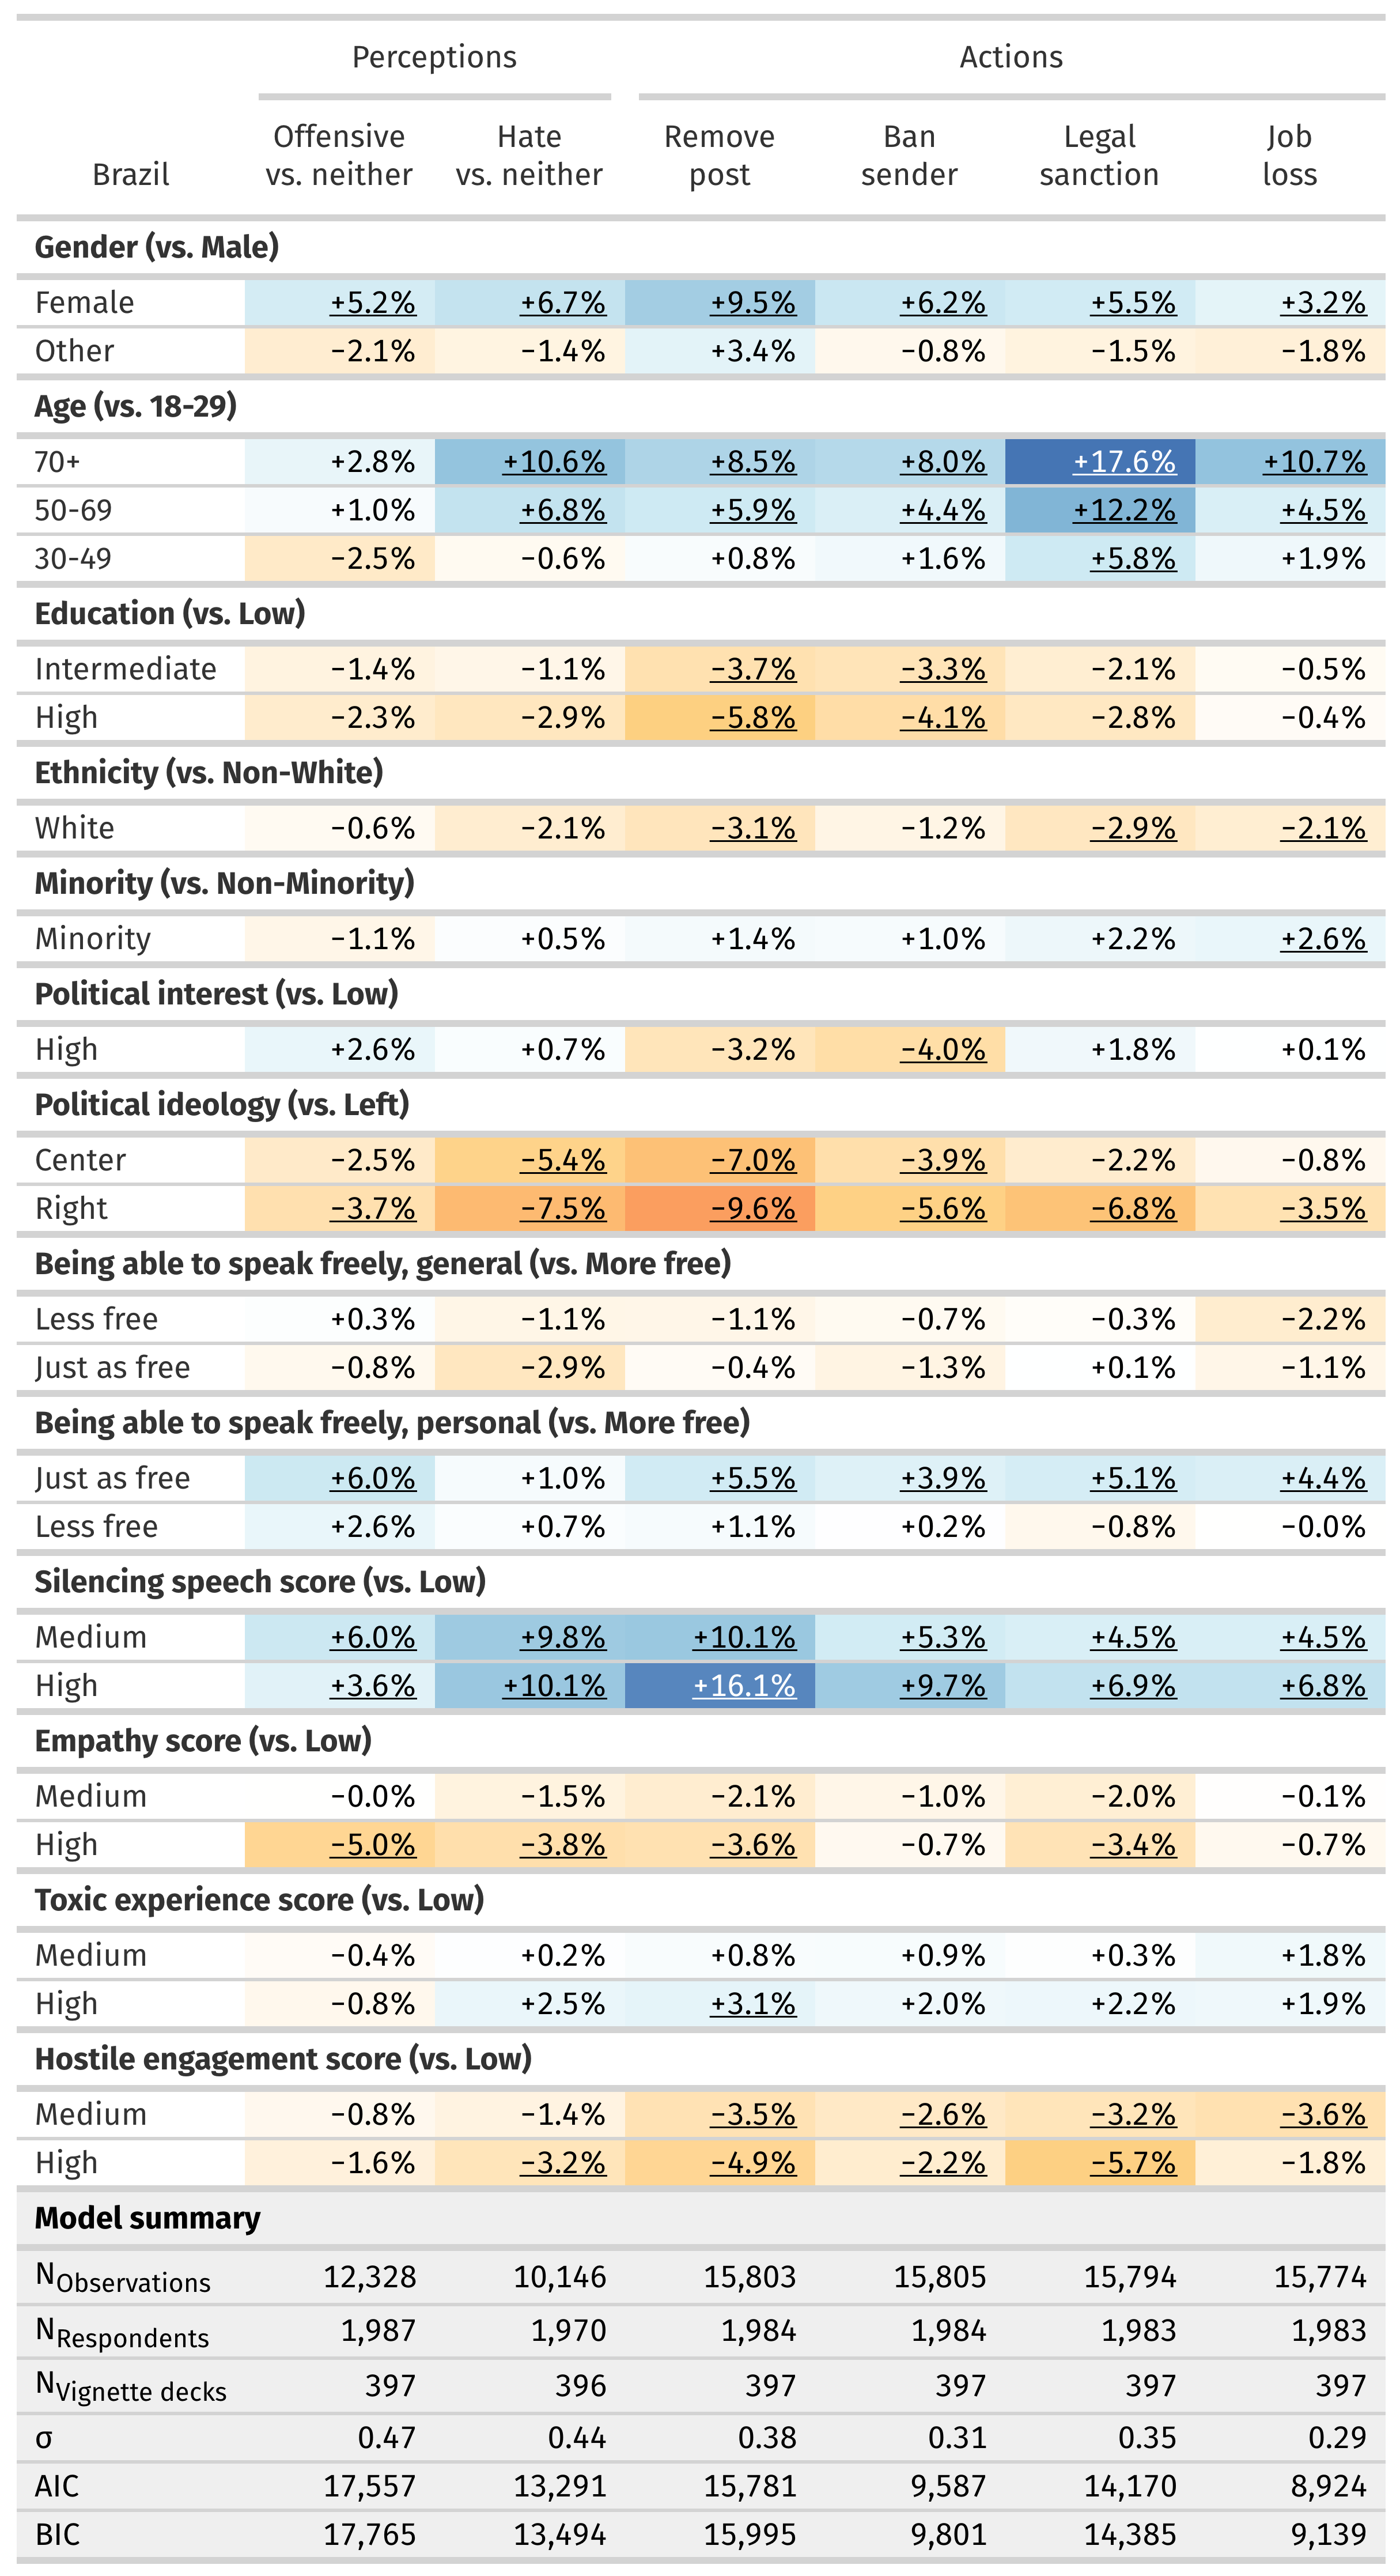 Perceptions Actions
Offensive Hate Remove Ban Legal Job
Brazil vs. neither vs. neither post sender sanction loss
Gender (vs. Male)
Female +5.2% +6.7% +9.5% +6.2% +5.5% +3.2%
Other −2.1% −1.4% +3.4% −0.8% −1.5% −1.8%
Age (vs. 18-29)
70+ +2.8% +10.6% +8.5% +8.0% +17.6% +10.7%
50-69 +1.0% +6.8% +5.9% +4.4% +12.2% +4.5%
30-49 −2.5% −0.6% +0.8% +1.6% +5.8% +1.9%
Education (vs. Low)
Intermediate −1.4% −1.1% −3.7% −3.3% −2.1% −0.5%
High −2.3% −2.9% −5.8% −4.1% −2.8% −0.4%
Ethnicity (vs. Non-White)
White −0.6% −2.1% −3.1% −1.2% −2.9% −2.1%
Minority (vs. Non-Minority)
Minority −1.1% +0.5% +1.4% +1.0% +2.2% +2.6%
Political interest (vs. Low)
High +2.6% +0.7% −3.2% −4.0% +1.8% +0.1%
Political ideology (vs. Left)
Center −2.5% −5.4% −7.0% −3.9% −2.2% −0.8%
Right −3.7% −7.5% −9.6% −5.6% −6.8% −3.5%
Being able to speak freely, general (vs. More free)
Less free +0.3% −1.1% −1.1% −0.7% −0.3% −2.2%
Just as free −0.8% −2.9% −0.4% −1.3% +0.1% −1.1%
Being able to speak freely, personal (vs. More free)
Just as free +6.0% +1.0% +5.5% +3.9% +5.1% +4.4%
Less free +2.6% +0.7% +1.1% +0.2% −0.8% −0.0%
Silencing speech score (vs. Low)
Medium +6.0% +9.8% +10.1% +5.3% +4.5% +4.5%
High +3.6% +10.1% +16.1% +9.7% +6.9% +6.8%
Empathy score (vs. Low)
Medium −0.0% −1.5% −2.1% −1.0% −2.0% −0.1%
High −5.0% −3.8% −3.6% −0.7% −3.4% −0.7%
Toxic experience score (vs. Low)
Medium −0.4% +0.2% +0.8% +0.9% +0.3% +1.8%
High −0.8% +2.5% +3.1% +2.0% +2.2% +1.9%
Hostile engagement score (vs. Low)
Medium −0.8% −1.4% −3.5% −2.6% −3.2% −3.6%
High −1.6% −3.2% −4.9% −2.2% −5.7% −1.8%
Model summary
NObservations 12,328 10,146 15,803 15,805 15,794 15,774
NRespondents 1,987 1,970 1,984 1,984 1,983 1,983
NVignette decks 397 396 397 397 397 397
σ 0.47 0.44 0.38 0.31 0.35 0.29
AIC 17,557 13,291 15,781 9,587 14,170 8,924
BIC 17,765 13,494 15,995 9,801 14,385 9,139